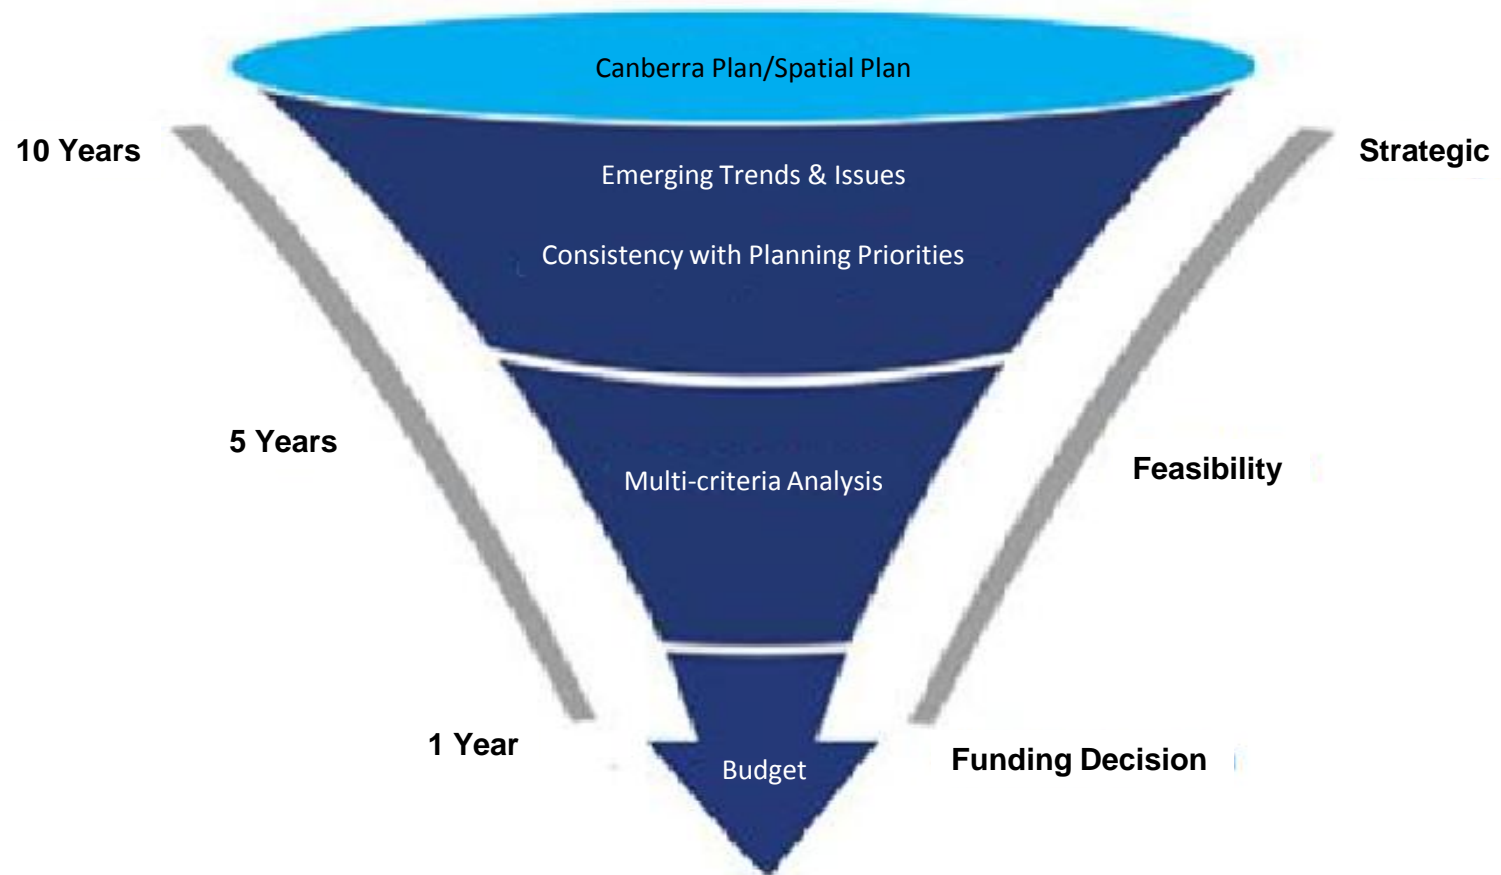 Canberra Plan/Spatial Plan
10 Years
Strategic
Emerging Trends & Issues
Consistency with Planning Priorities
5 Years
Feasibility
Multi-criteria Analysis
1 Year
Funding Decision
Budget